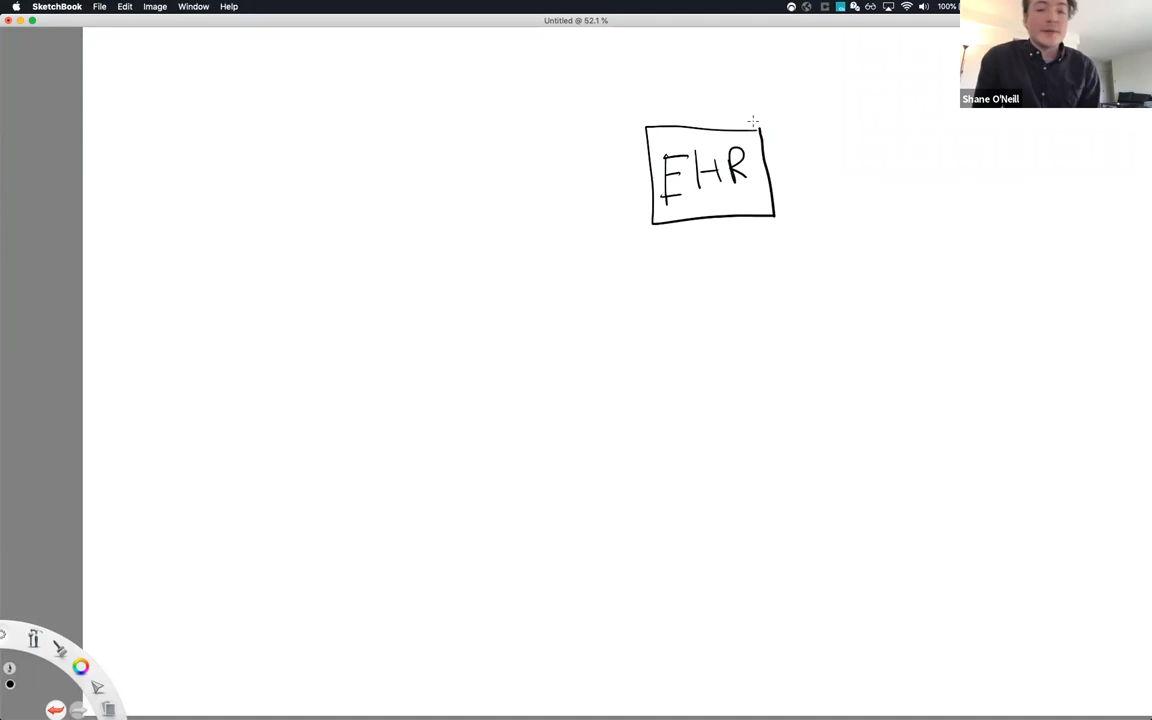 SketchBook File Edit Image Window Help 100%
Untitled @ 52.1 %
Shane O'Neill
EHR